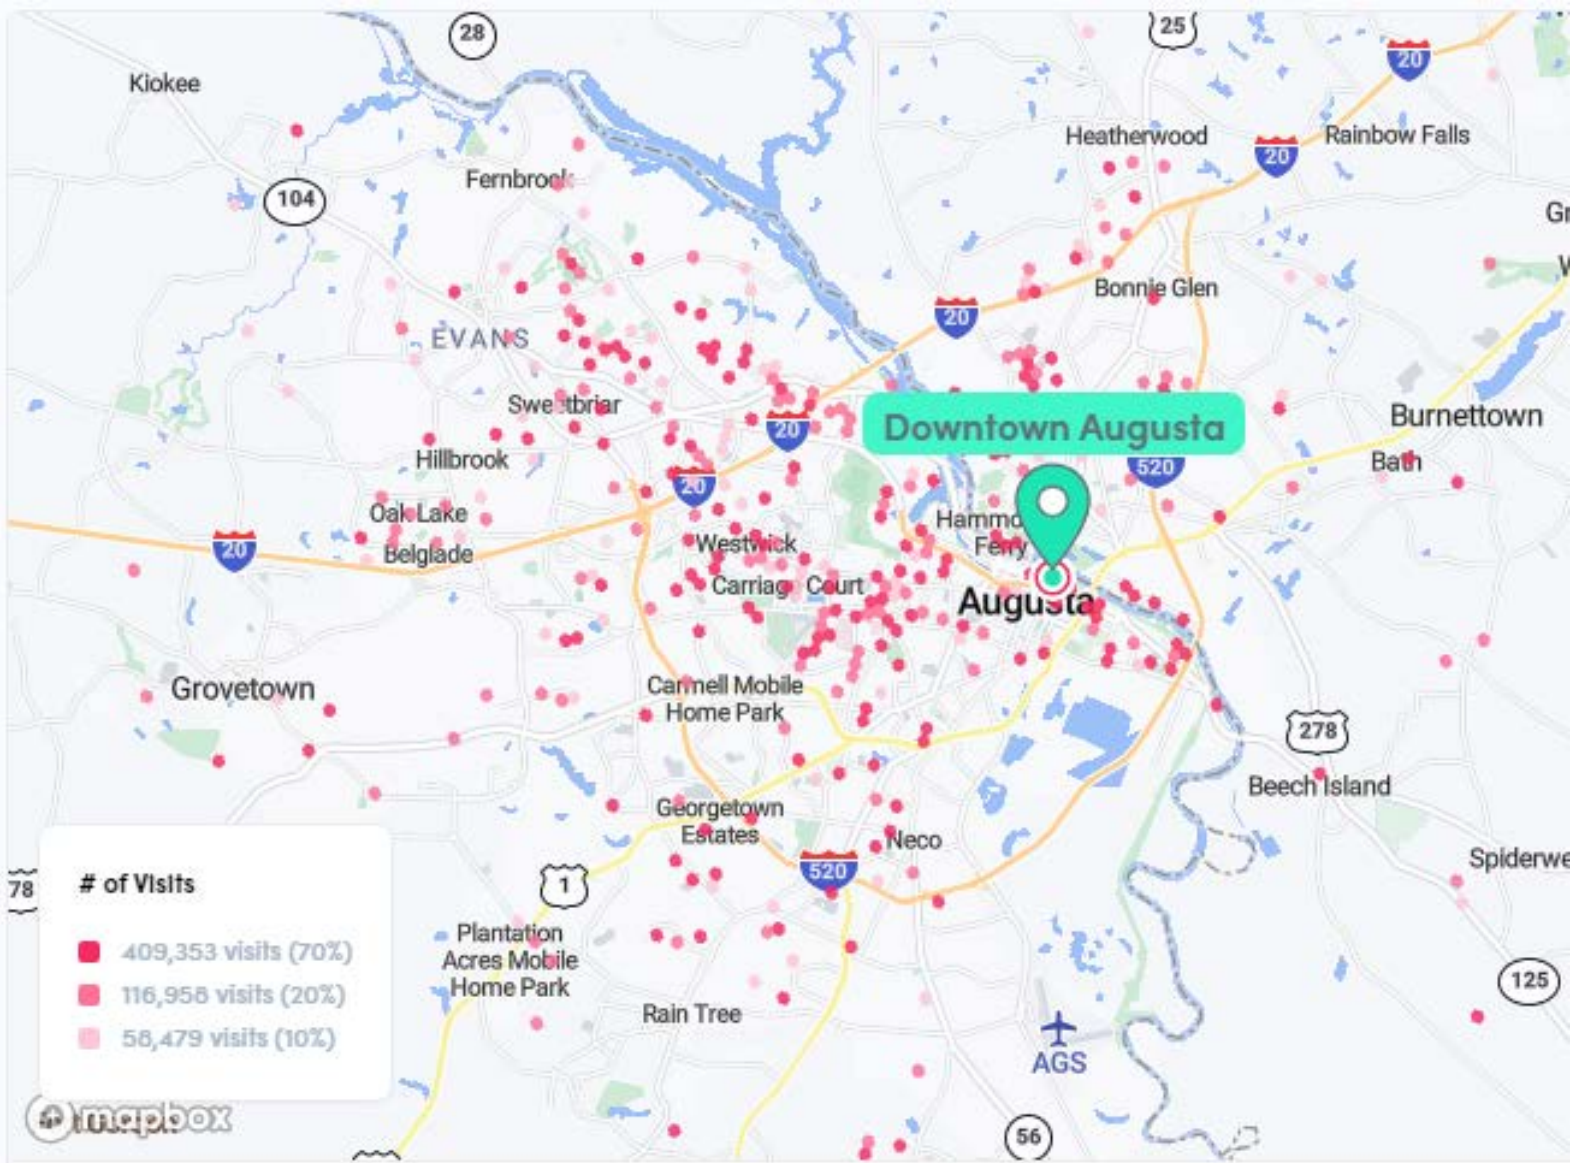 28
25
20
Kiokee
Heatherwood
Rainbow Falls
20
Fernbrook
104
Gr
W
Bonnie Glen
20
EVANS
Sweetbriar
Downtown Augusta
Burnettown
20
Hillbrook
Bath
520
20
Oak Lake
Hammo
Ferry
20
Belglade
Westwick
Carriag Court
Augusta
Grovetown
Carmell Mobile
Home Park
278
Beech Island
Georgetown
Estates
Neco
Spiderwe
520
78
1
# of Visits
409,353 visits (70%)
116,958 visits (20%)
58,479 visits (10%)
Plantation
Acres Mobile
Home Park
Rain Tree
125
AGS
mapbox
56